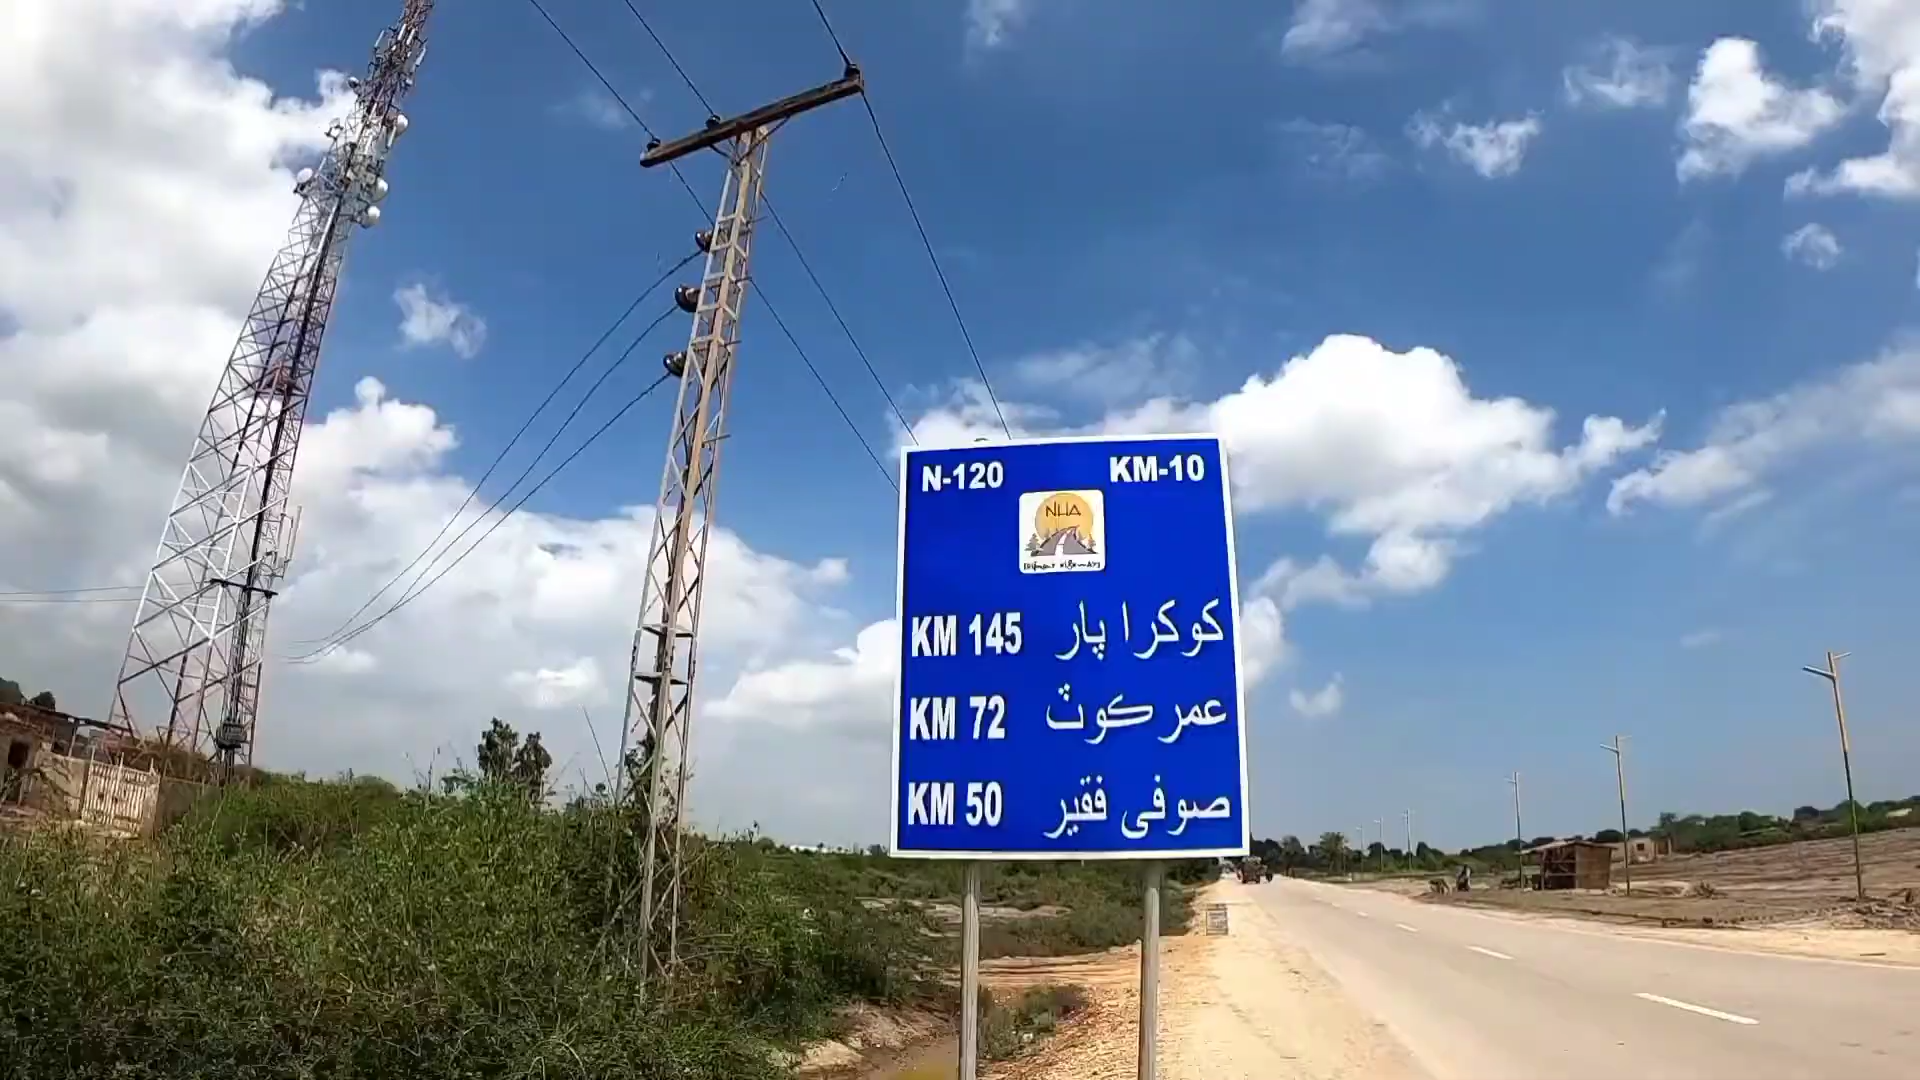 N-120 KM-10
NHA
کوکرا پار KM 145
عمرکوٹ KM 72
صوفی فقیر KM 50